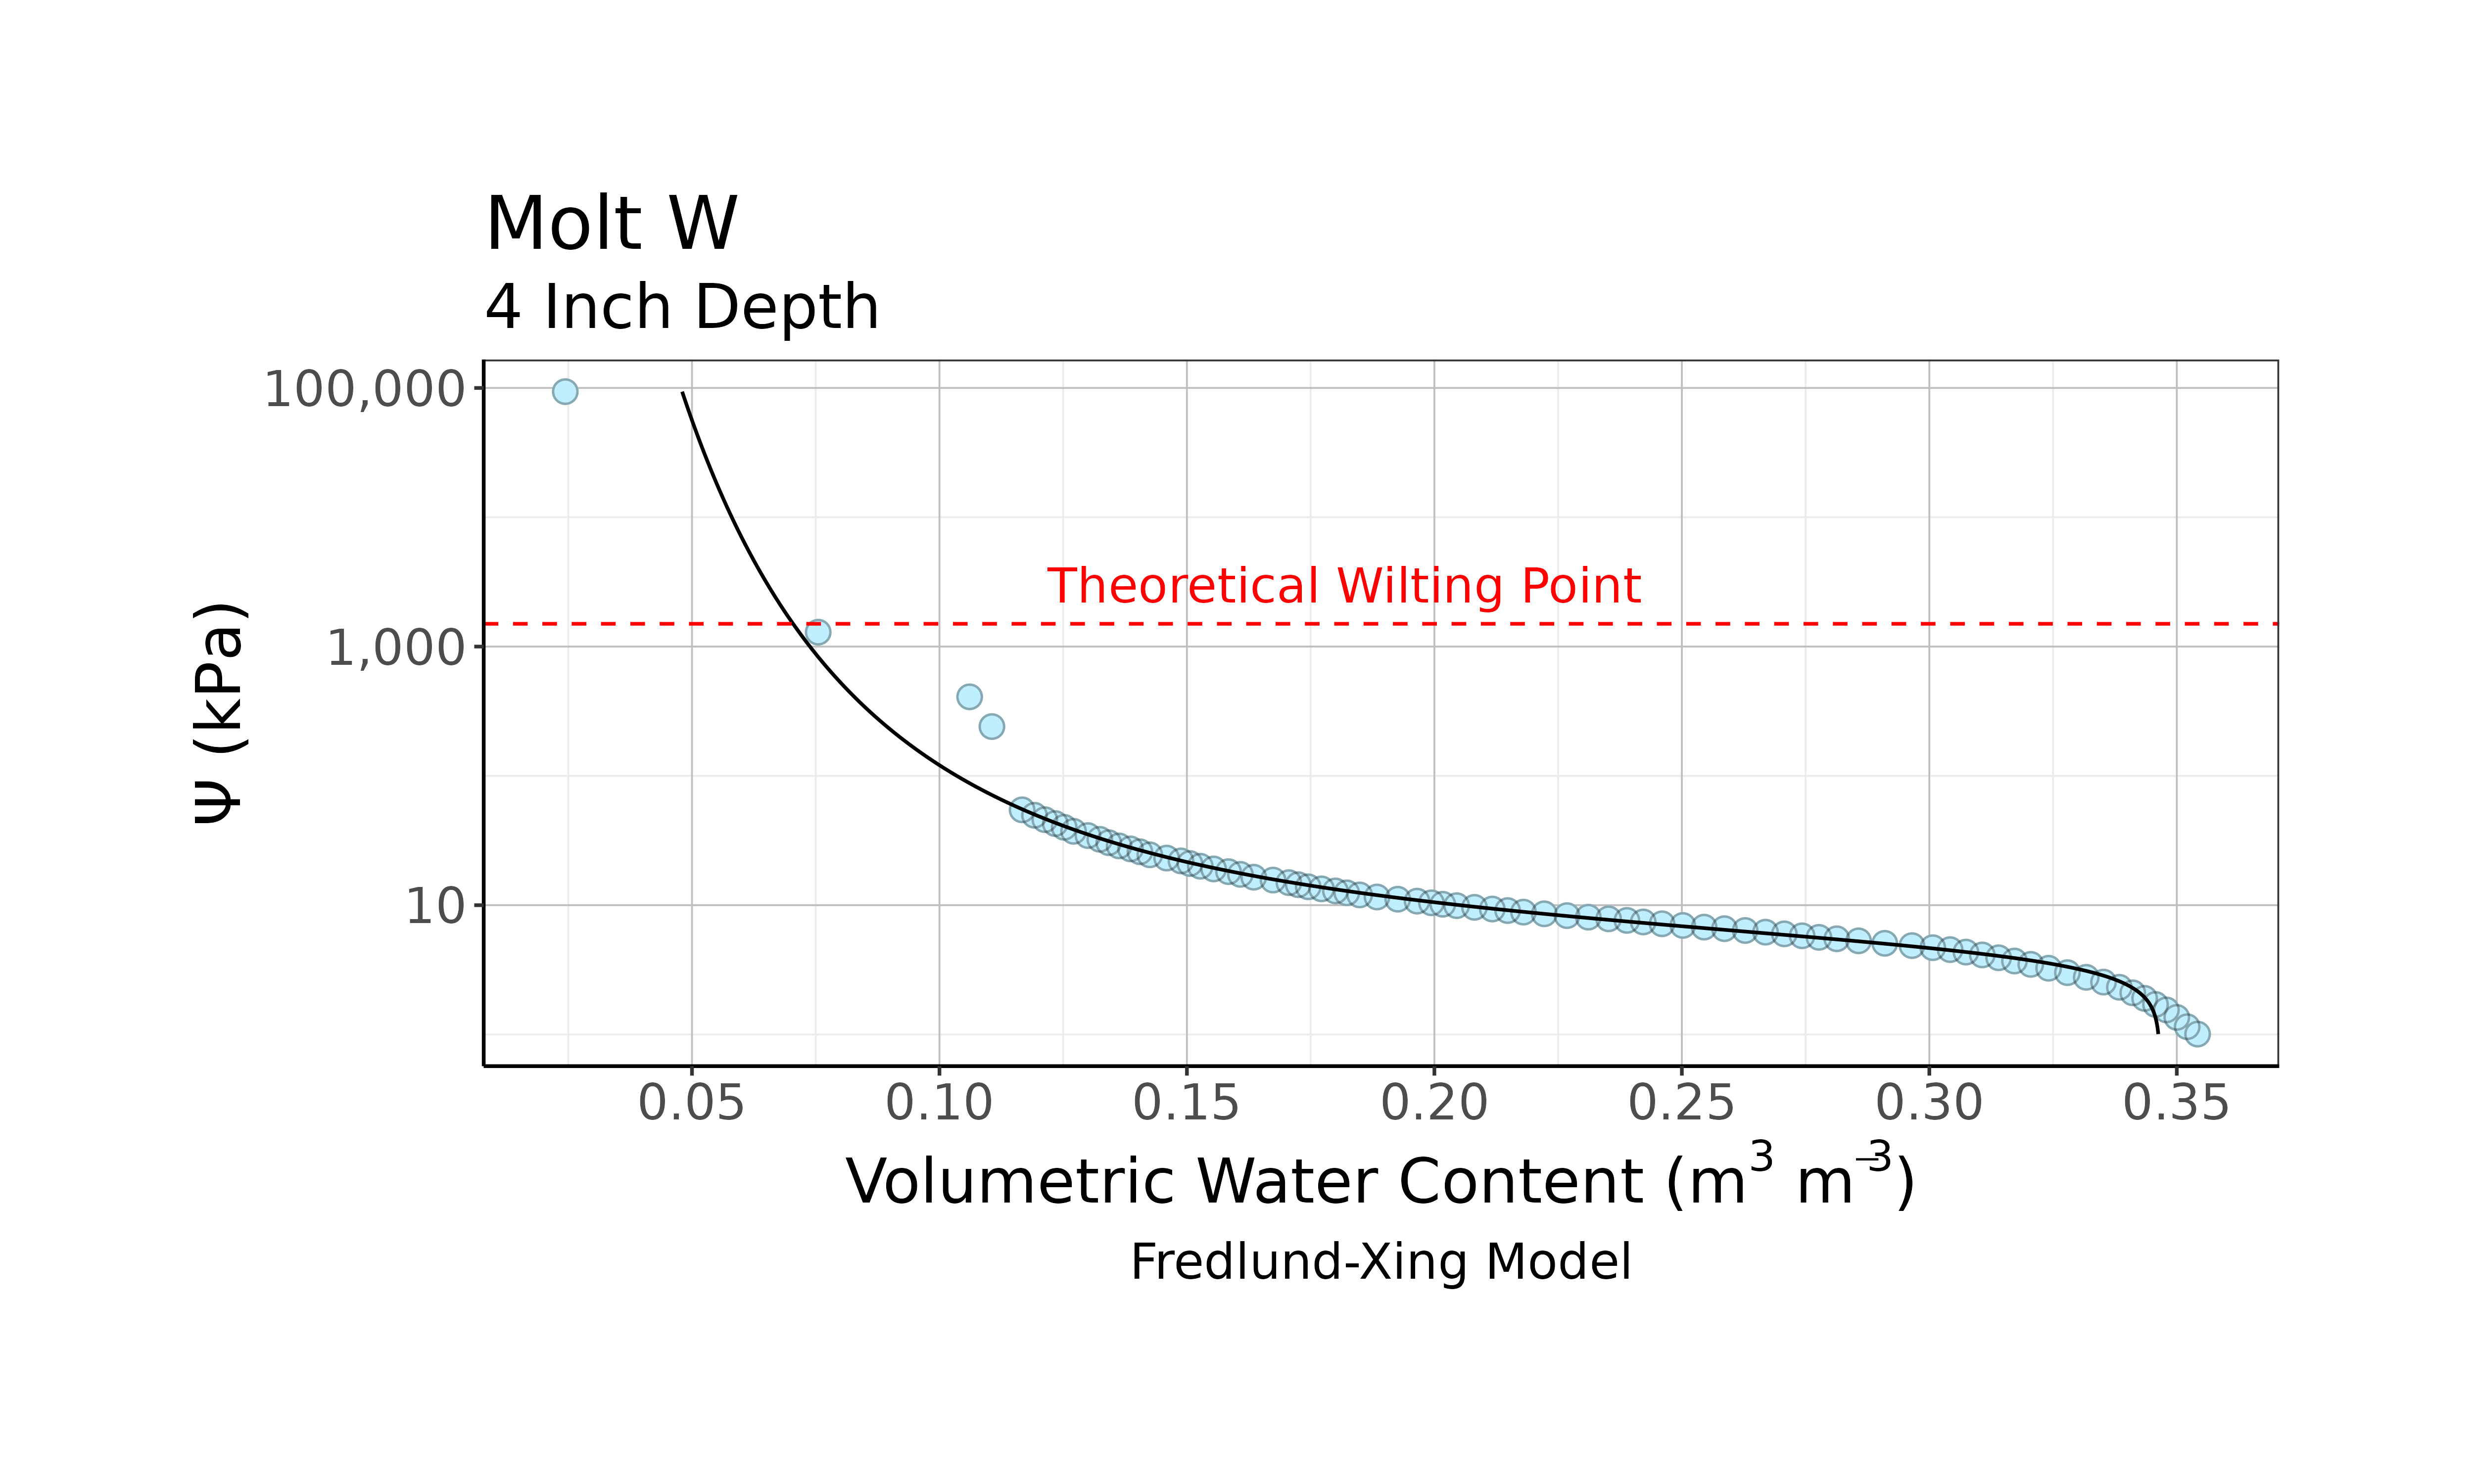 Molt W
4 Inch Depth
Ψ (kPa)
100,000
1,000
10
Theoretical Wilting Point
0.05 0.10 0.15 0.20 0.25 0.30 0.35
Volumetric Water Content (m³ m⁻³)
Fredlund-Xing Model